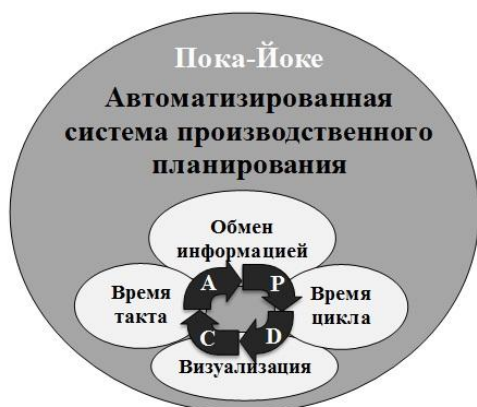 Пока-Йоке
Автоматизированная
система производственного
планирования
Обмен
информацией
A
P
Время
такта
Время
цикла
C
D
Визуализация